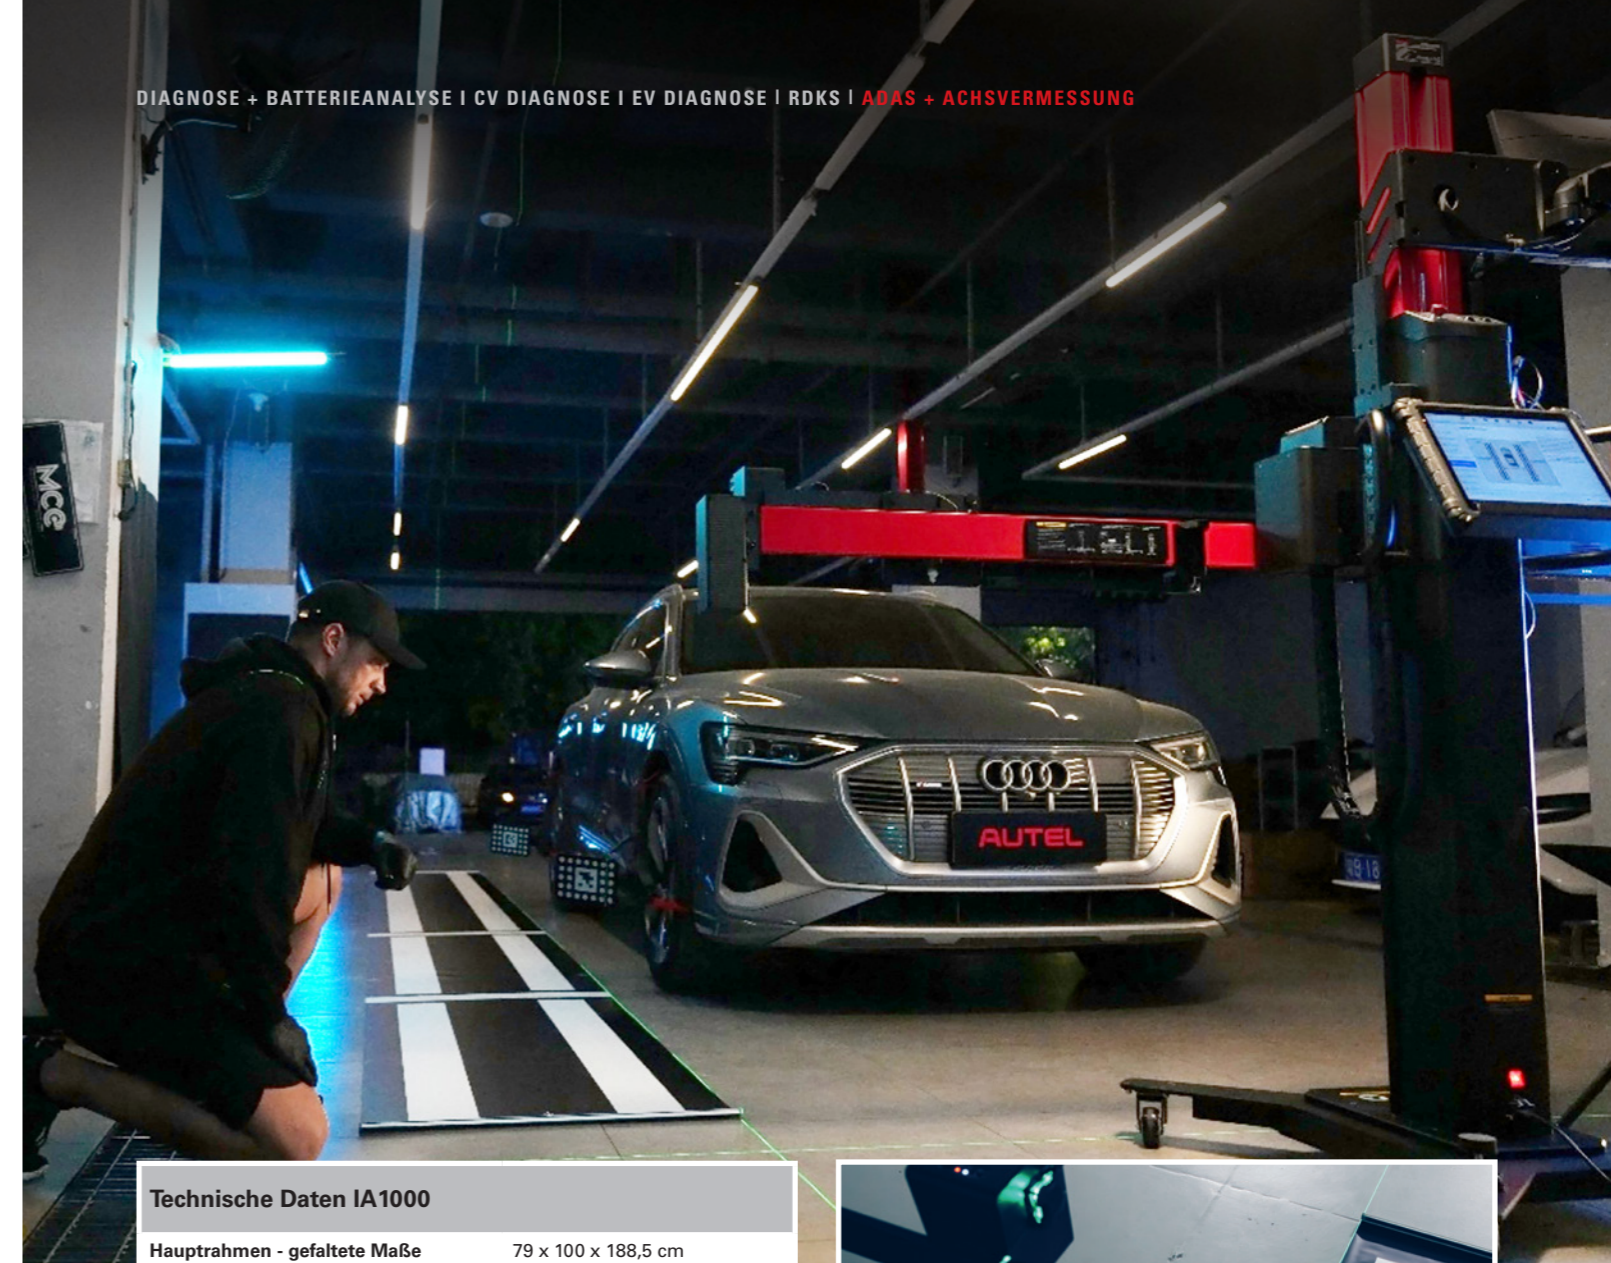 DIAGNOSE + BATTERIEANALYSE I CV DIAGNOSE I EV DIAGNOSE | RDKS | ADAS + ACHSVERMESSUNG
MCC
AUTEL
Technische Daten IA1000
Hauptrahmen - gefaltete Maße 79 x 100 x 188,5 cm